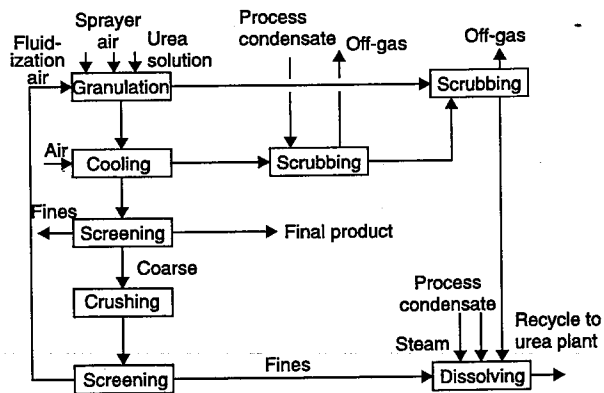 Sprayer
air
Fluid-
ization
air
Urea
solution
Process
condensate
Off-gas
Off-gas
Granulation
Scrubbing
Air
Cooling
Scrubbing
Fines
Screening
Final product
Coarse
Crushing
Process
condensate
Steam
Recycle to
urea plant
Screening
Fines
Dissolving